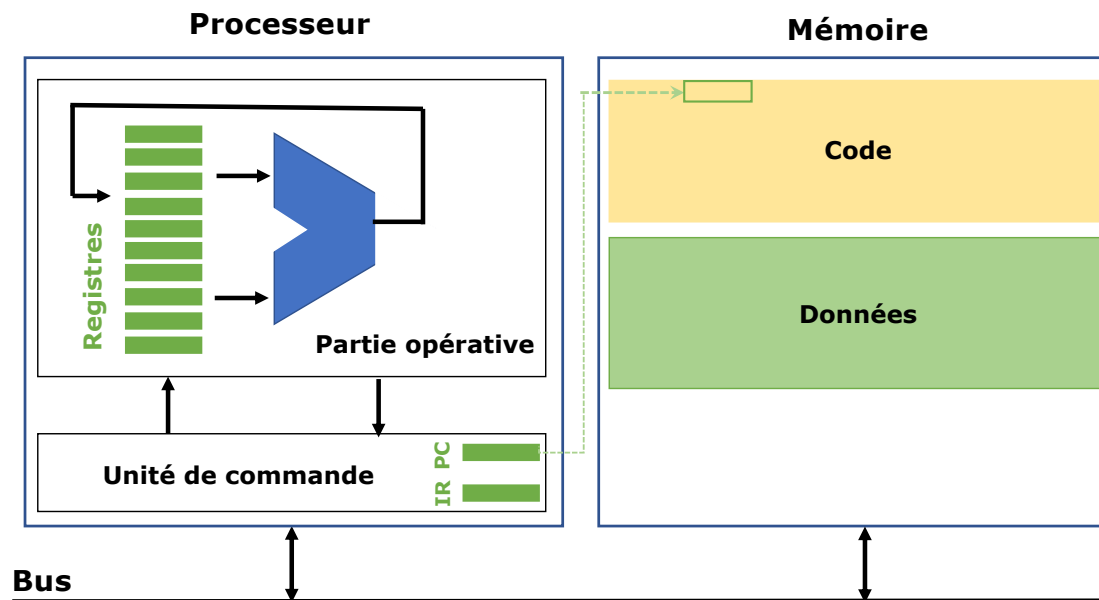 Processeur
Mémoire
Registres
Partie opérative
Unité de commande
PC
IR
Code
Données
Bus